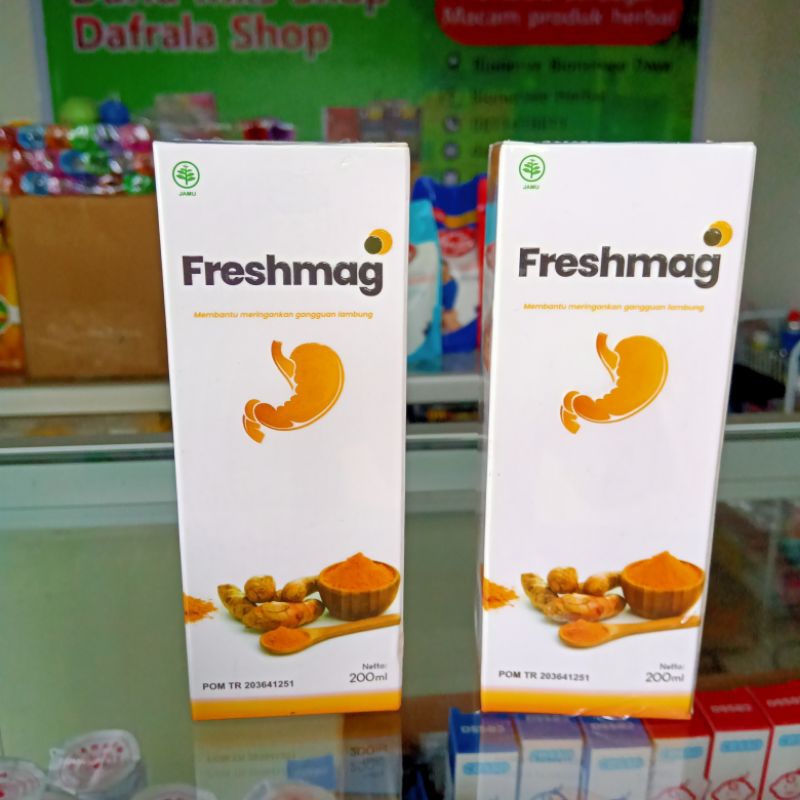 Dafrala Shop
Macam produk herbal
JAMU
Freshmag
Membantu meringankan gangguan lambung
POM TR 203641251
Netto:
200ml
JAMU
Freshmag
Membantu meringankan gangguan lambung
POM TR 203641251
Netto:
200ml